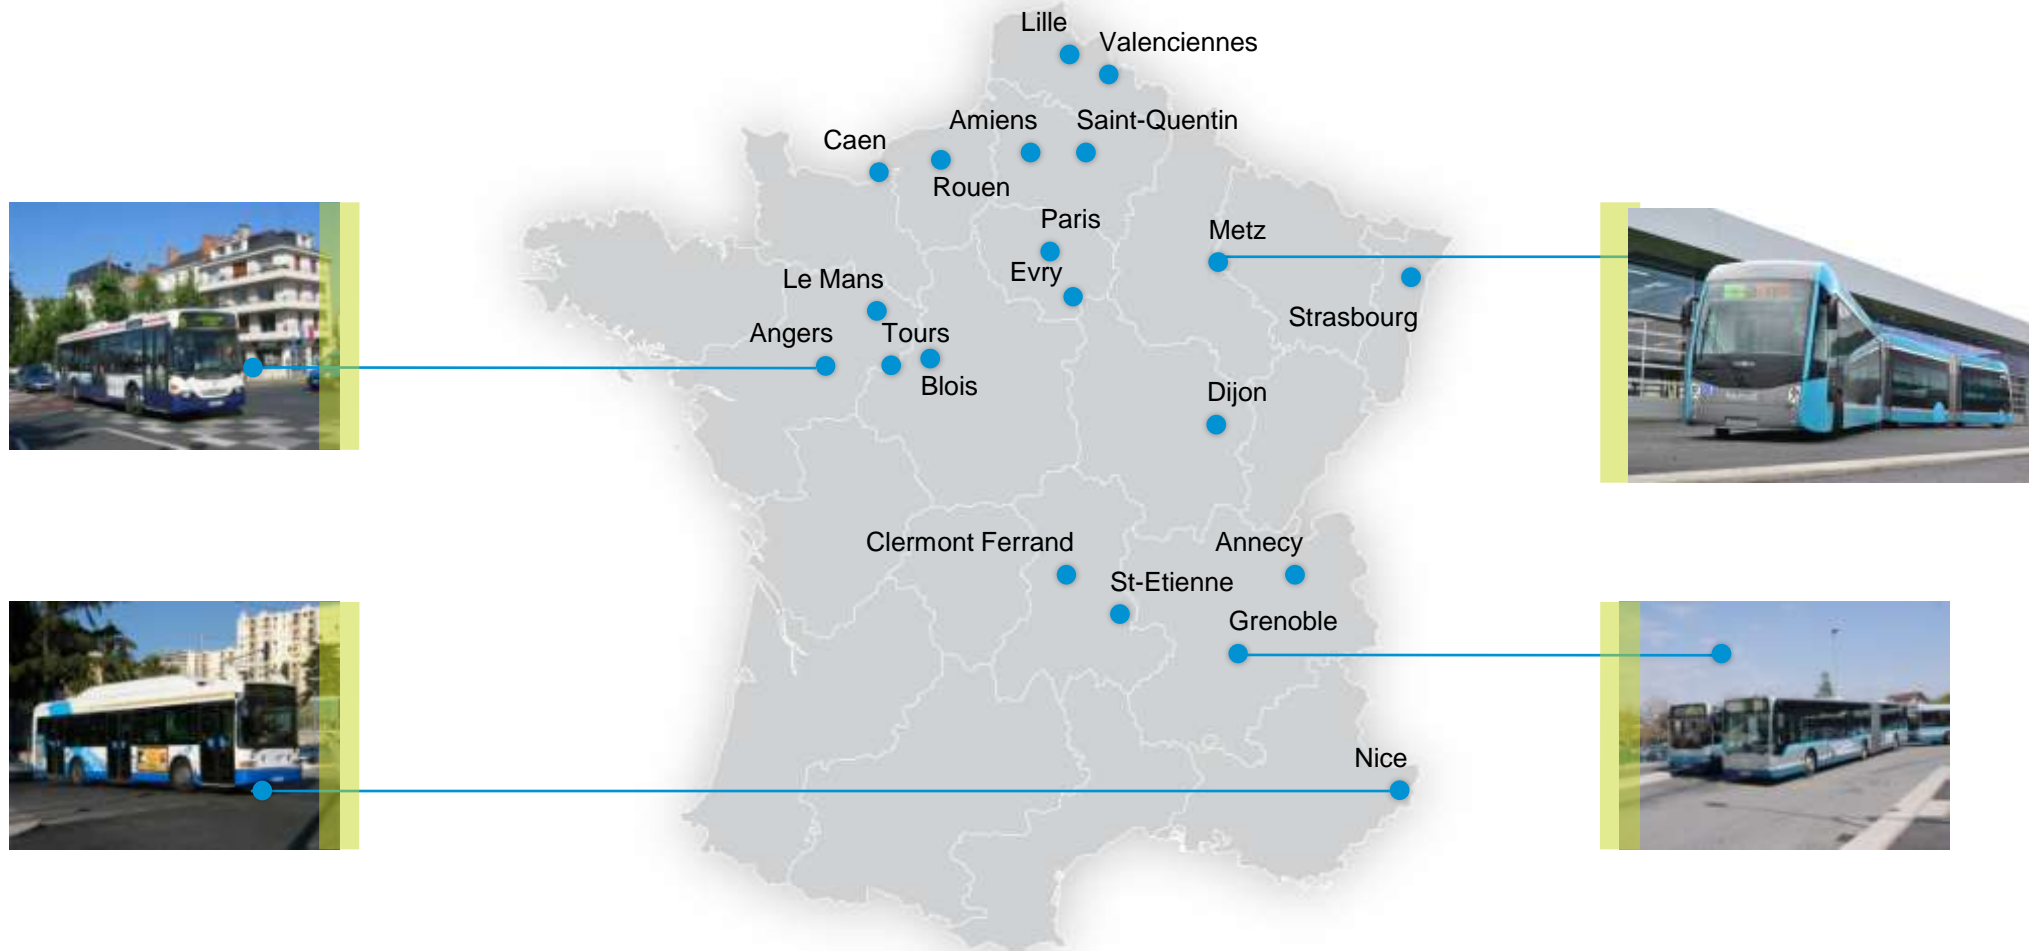 Lille
Valenciennes
Amiens
Saint-Quentin
Caen
Rouen
Paris
Metz
Evry
Le Mans
Strasbourg
Angers
Tours
Blois
Dijon
Clermont Ferrand
Annecy
St-Etienne
Grenoble
Nice